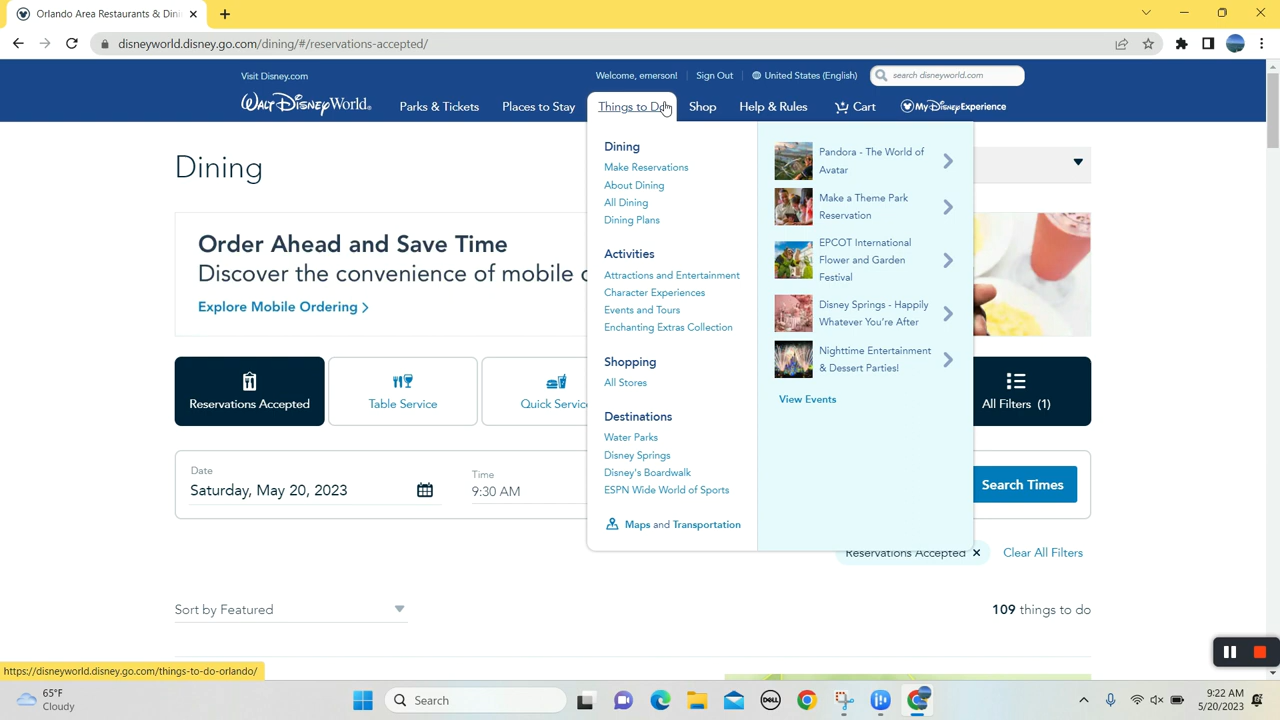 Orlando Area Restaurants & Dini
disneyworld.disney.go.com/dining/#/reservations-accepted/
Visit Disney.com
Welcome, emerson!
Sign Out
United States (English)
search disneyworld.com
Walt Disney World.
Parks & Tickets
Places to Stay
Things to Do
Shop
Help & Rules
Cart
My Disney Experience
Dining
Order Ahead and Save Time
Discover the convenience of mobile o
Explore Mobile Ordering >
Dining
Make Reservations
About Dining
All Dining
Dining Plans
Activities
Attractions and Entertainment
Character Experiences
Events and Tours
Enchanting Extras Collection
Shopping
All Stores
Destinations
Water Parks
Disney Springs
Disney's Boardwalk
ESPN Wide World of Sports
Maps and Transportation
Pandora - The World of
Avatar
Make a Theme Park
Reservation
EPCOT International
Flower and Garden
Festival
Disney Springs - Happily
Whatever You're After
Nighttime Entertainment
& Dessert Parties!
View Events
Reservations Accepted
Table Service
Quick Service
All Filters (1)
Date
Saturday, May 20, 2023
Time
9:30 AM
Search Times
Reservations Accepted
Clear All Filters
Sort by Featured
109 things to do
https://disneyworld.disney.go.com/things-to-do-orlando/
65°F
Cloudy
Search
DELL
9:22 AM
5/20/2023